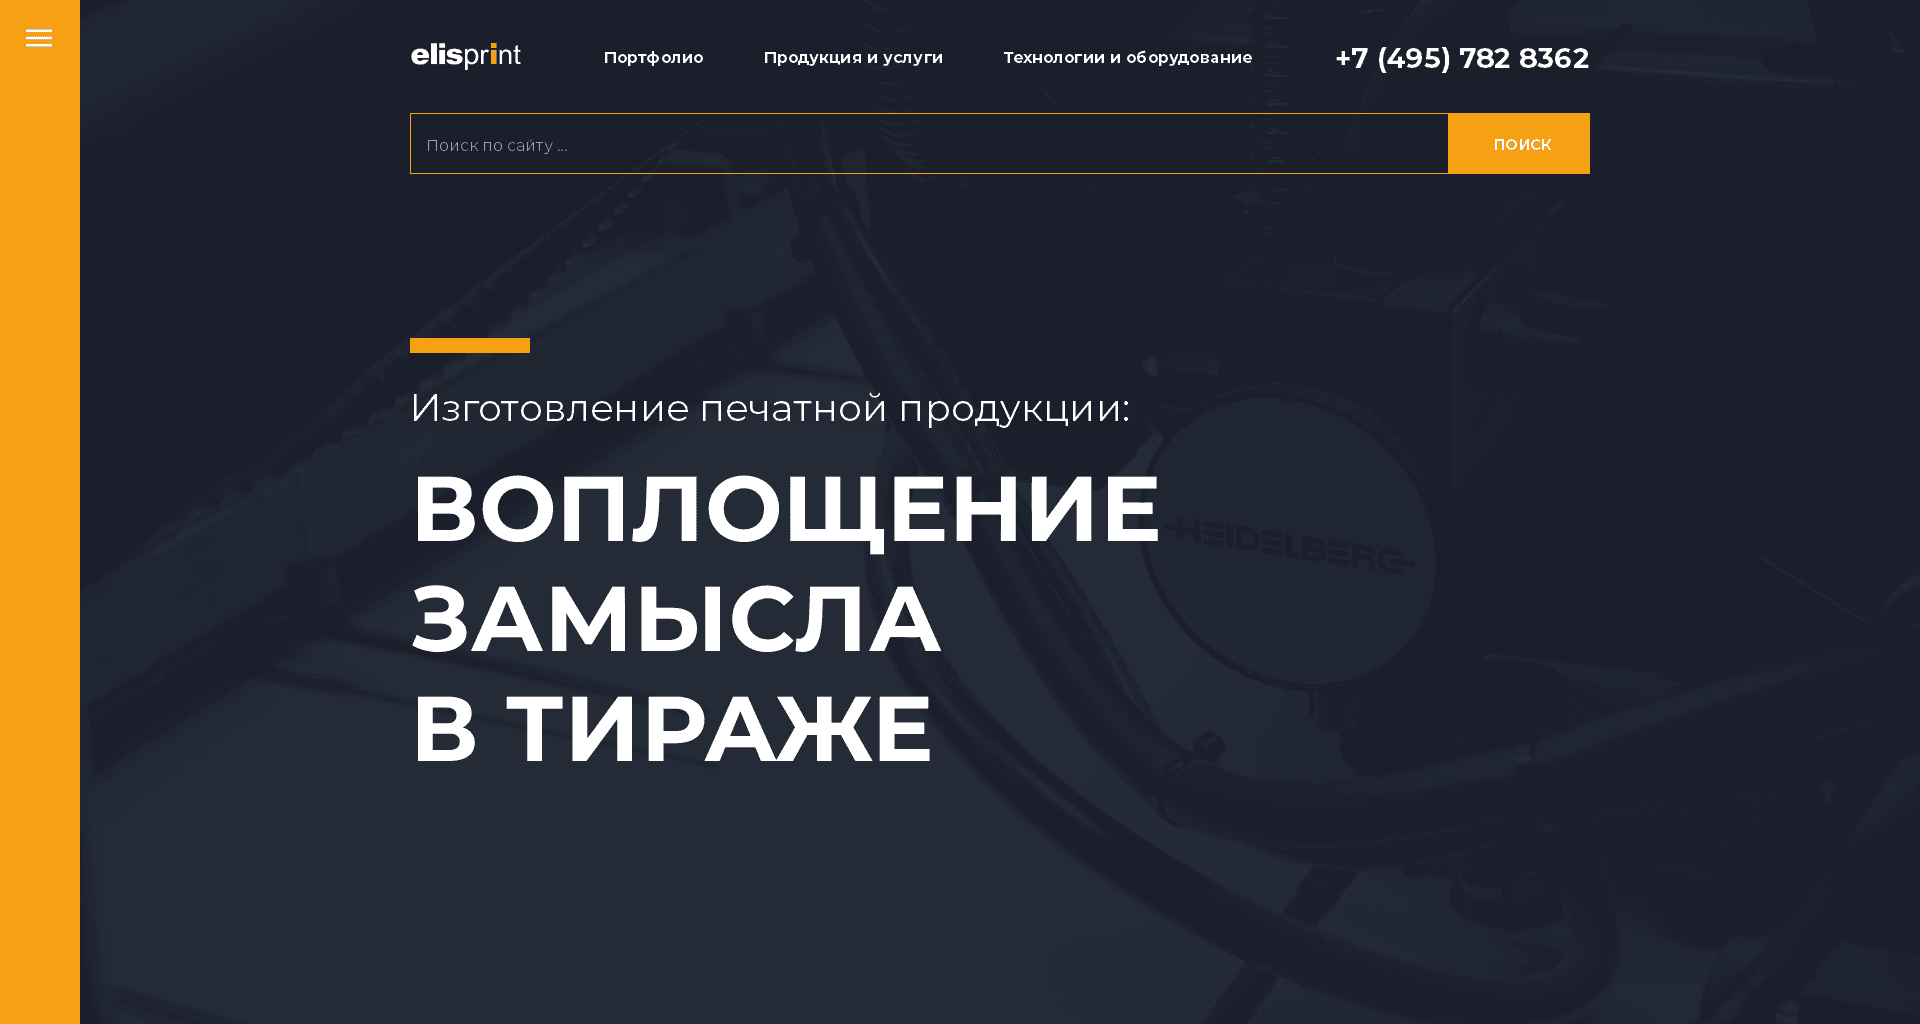 elisprint
Портфолио
Продукция и услуги
Технологии и оборудование
+7 (495) 782 8362
Поиск по сайту ...
ПОИСК
Изготовление печатной продукции:
ВОПЛОЩЕНИЕ
ЗАМЫСЛА
В ТИРАЖЕ
HEIDELBERG